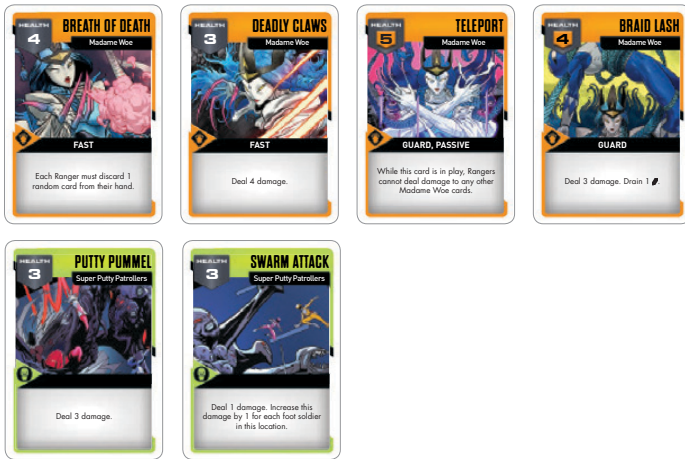 HEALTH
4
BREATH OF DEATH
Madame Woe
FAST
Each Ranger must discard 1
random card from their hand.
HEALTH
3
DEADLY CLAWS
Madame Woe
FAST
Deal 4 damage.
HEALTH
5
TELEPORT
Madame Woe
GUARD, PASSIVE
While this card is in play, Rangers
cannot deal damage to any other
Madame Woe cards.
HEALTH
4
BRAID LASH
Madame Woe
GUARD
Deal 3 damage. Drain 1 .
HEALTH
3
PUTTY PUMMEL
Super Putty Patrollers
Deal 3 damage.
HEALTH
3
SWARM ATTACK
Super Putty Patrollers
Deal 1 damage. Increase this
damage by 1 for each foot soldier
in this location.